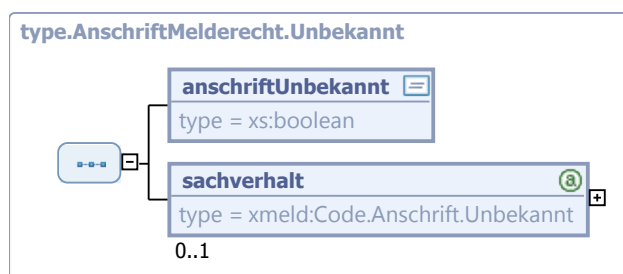 type.AnschriftMelderecht.Unbekannt
anschriftUnbekannt
type = xs:boolean
sachverhalt
type = xmeld:Code.Anschrift.Unbekannt
0..1